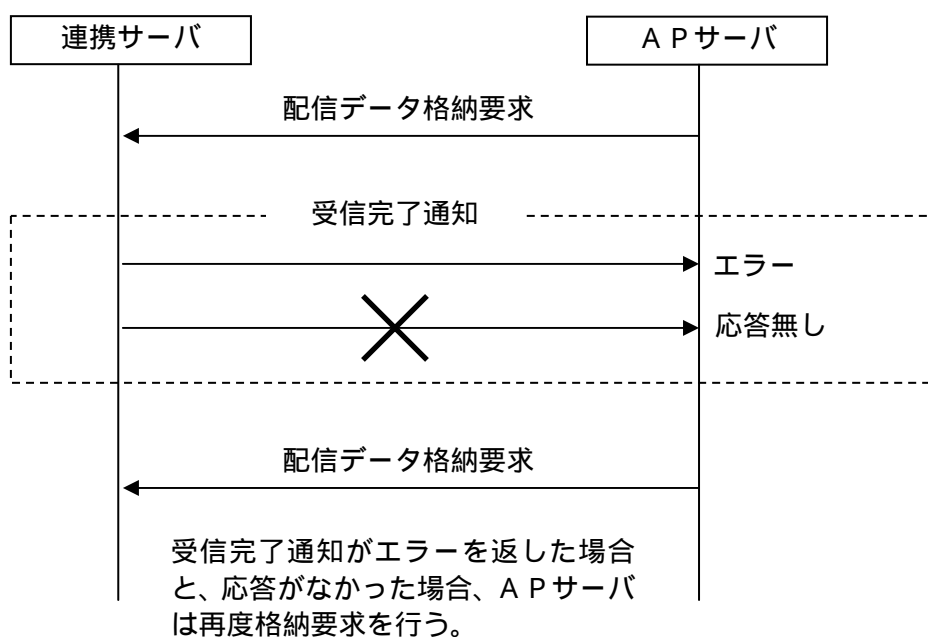 連携サーバ
ＡＰサーバ
配信データ格納要求
受信完了通知
エラー
応答無し
配信データ格納要求
受信完了通知がエラーを返した場合
と、応答がなかった場合、ＡＰサーバ
は再度格納要求を行う。